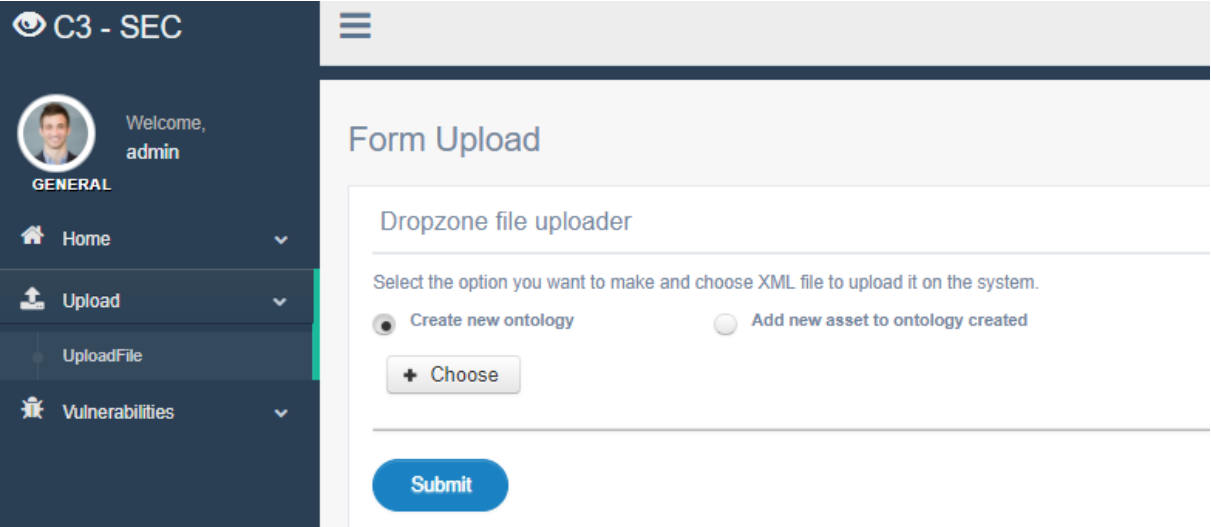 C3 - SEC
Welcome,
admin
GENERAL
Home
Upload
UploadFile
Vulnerabilities
Form Upload
Dropzone file uploader
Select the option you want to make and choose XML file to upload it on the system.
Create new ontology
Add new asset to ontology created
+ Choose
Submit